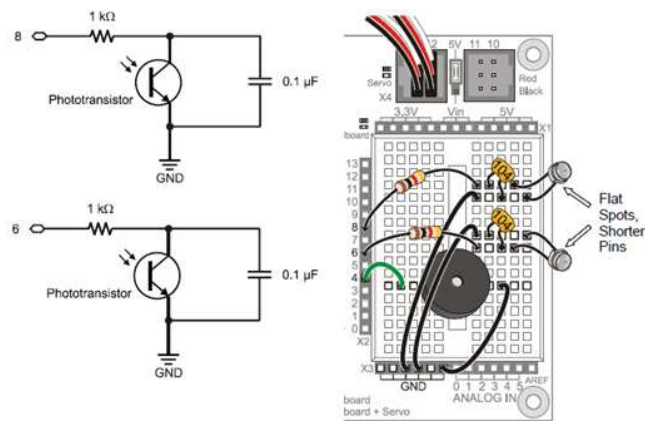 1 kΩ
8
Phototransistor
0.1 µF
GND
1 kΩ
6
Phototransistor
0.1 µF
GND
2 5V 11 10
Servo
X4
Red
Black
3.3V Vin 5V
board
X1
13
12
11
10
9
8
7
6
5
4
3
2
1
0
X2
104
104
Flat
Spots,
Shorter
Pins
X3
GND
0 1 2 3 4 5
AREF
ANALOG IN
board
board + Servo